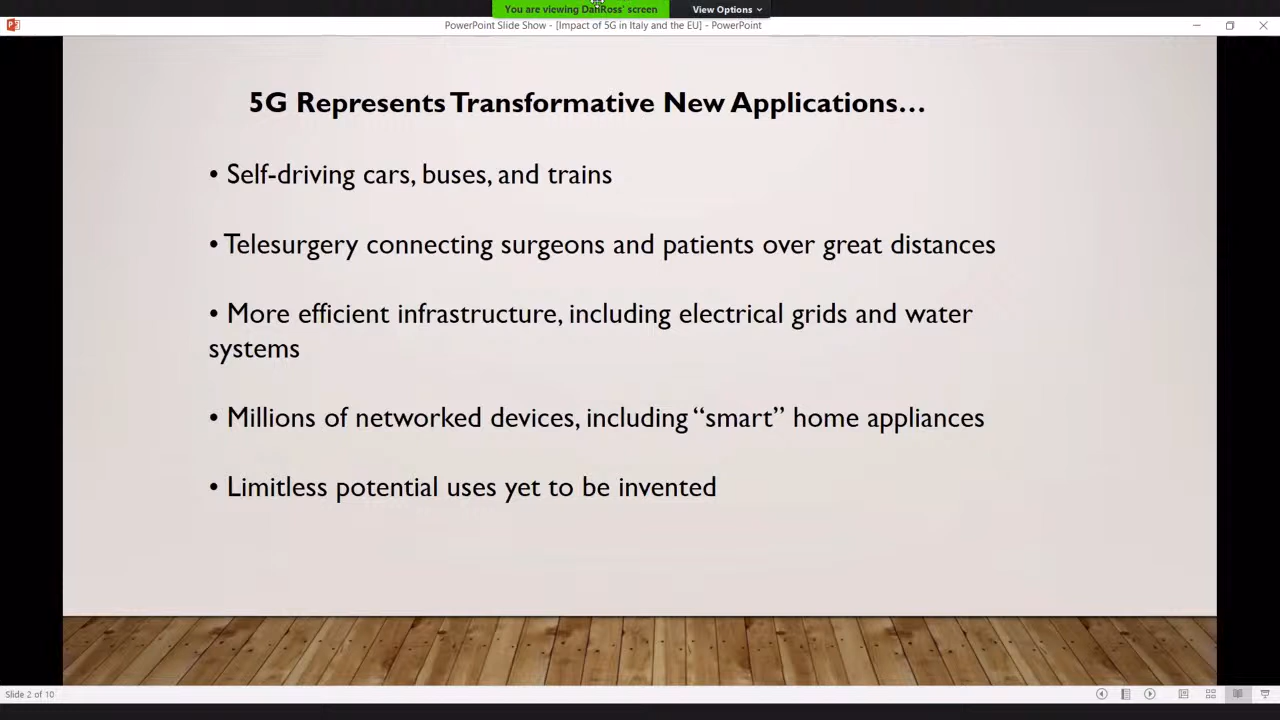 You are viewing DanRoss' screen
View Options
PowerPoint Slide Show - [Impact of 5G in Italy and the EU] - PowerPoint
5G Represents Transformative New Applications…
• Self-driving cars, buses, and trains
• Telesurgery connecting surgeons and patients over great distances
• More efficient infrastructure, including electrical grids and water
systems
• Millions of networked devices, including “smart” home appliances
• Limitless potential uses yet to be invented
Slide 2 of 10